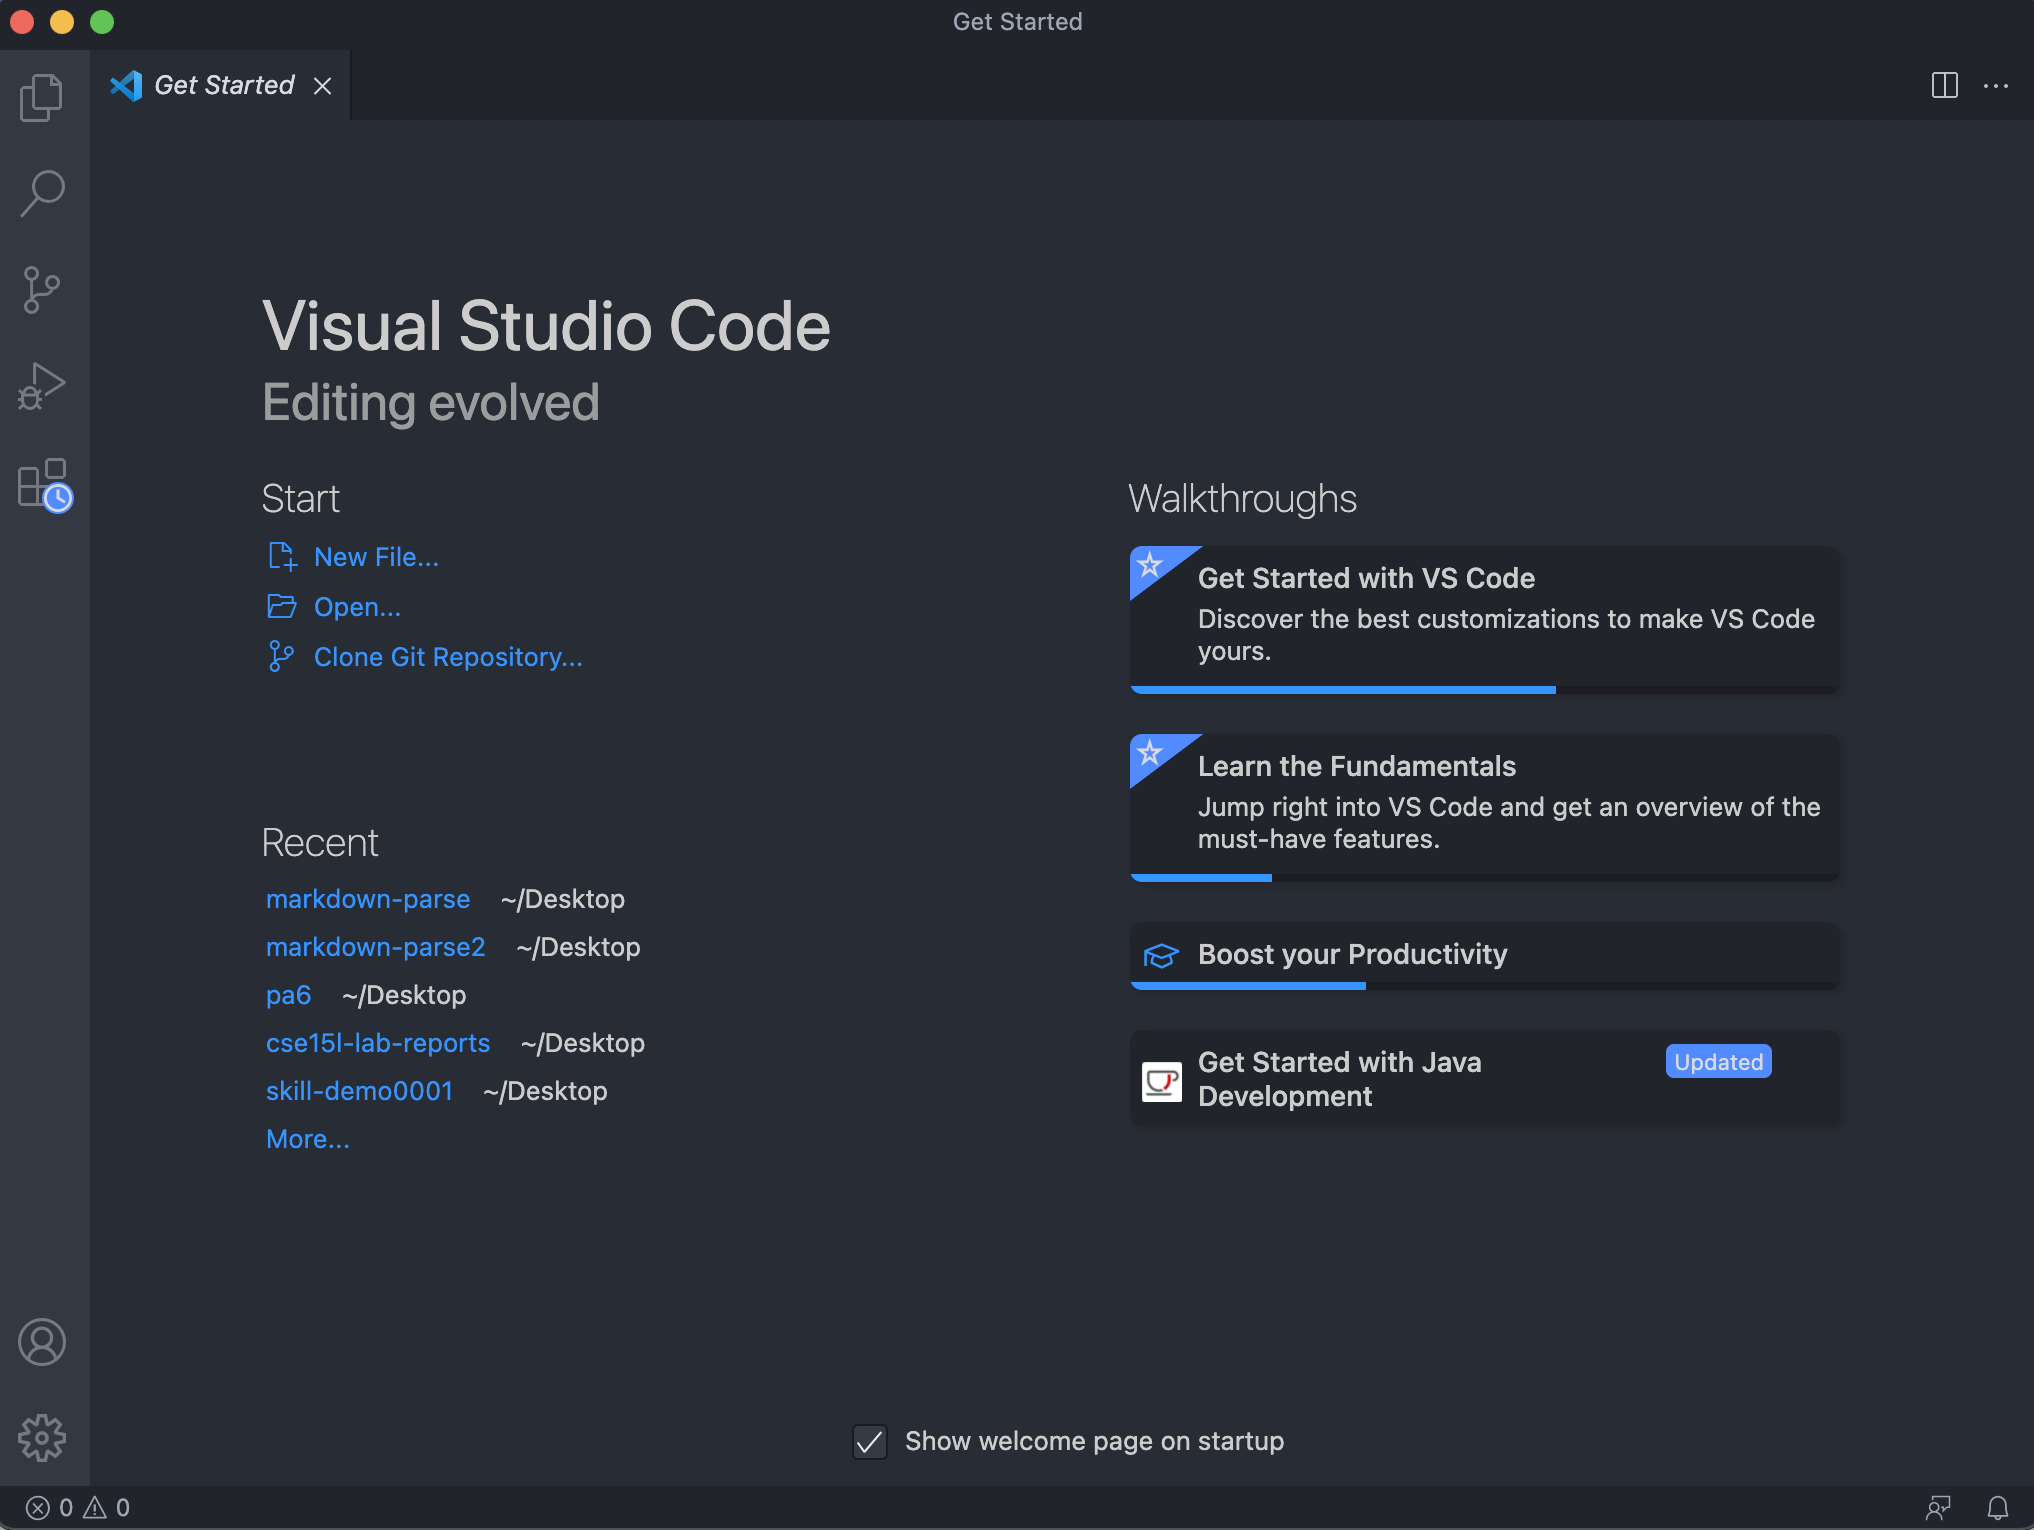 Get Started
Get Started
Visual Studio Code
Editing evolved
Start
New File...
Open...
Clone Git Repository...
Recent
markdown-parse ~/Desktop
markdown-parse2 ~/Desktop
pa6 ~/Desktop
cse15l-lab-reports ~/Desktop
skill-demo0001 ~/Desktop
More...
Walkthroughs
Get Started with VS Code
Discover the best customizations to make VS Code
yours.
Learn the Fundamentals
Jump right into VS Code and get an overview of the
must-have features.
Boost your Productivity
Get Started with Java Updated
Development
Show welcome page on startup
0 0